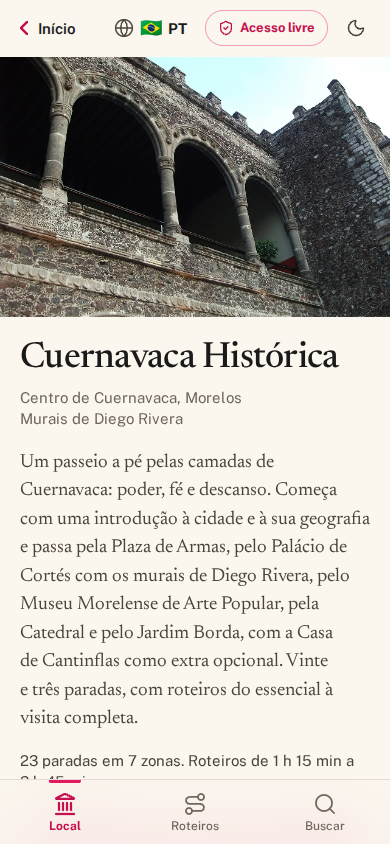 Início
PT
Acesso livre
Cuernavaca Histórica
Centro de Cuernavaca, Morelos
Murais de Diego Rivera
Um passeio a pé pelas camadas de
Cuernavaca: poder, fé e descanso. Começa
com uma introdução à cidade e à sua geografia
e passa pela Plaza de Armas, pelo Palácio de
Cortés com os murais de Diego Rivera, pelo
Museu Morelense de Arte Popular, pela
Catedral e pelo Jardim Borda, com a Casa
de Cantinflas como extra opcional. Vinte
e três paradas, com roteiros do essencial à
visita completa.
23 paradas em 7 zonas. Roteiros de 1 h 15 min a
Local
Roteiros
Buscar